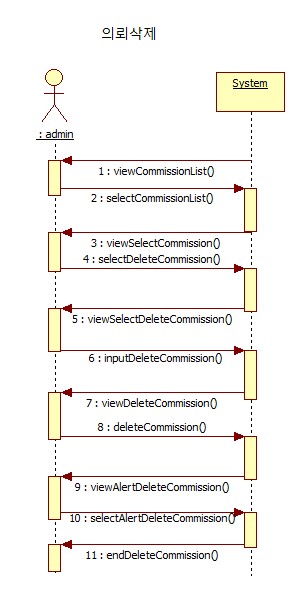 의뢰삭제
System
: admin
1 : viewCommissionList()
2 : selectCommissionList()
3 : viewSelectCommission()
4 : selectDeleteCommission()
5 : viewSelectDeleteCommission()
6 : inputDeleteCommission()
7 : viewDeleteCommission()
8 : deleteCommission()
9 : viewAlertDeleteCommission()
10 : selectAlertDeleteCommission()
11 : endDeleteCommission()